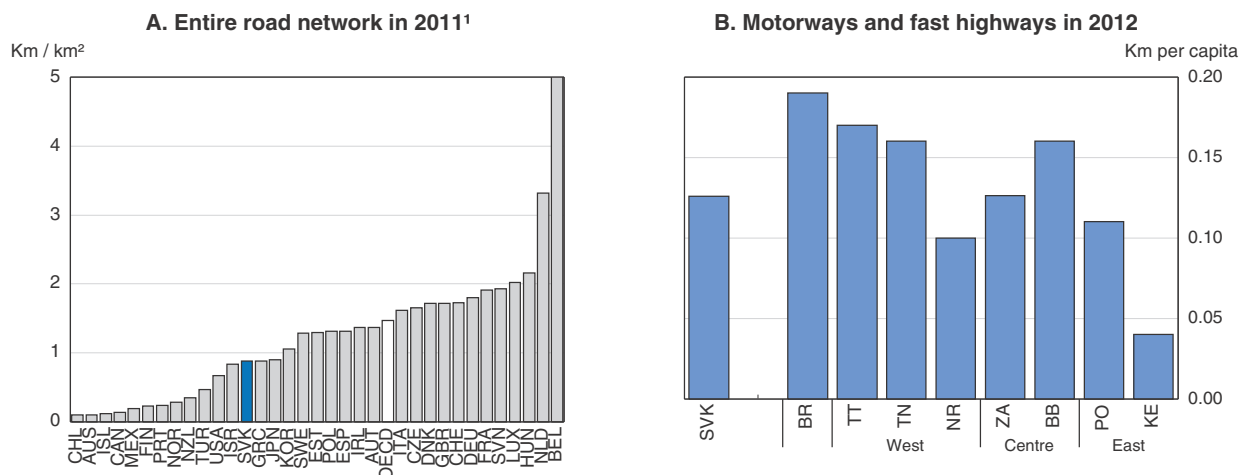 A. Entire road network in 2011¹
Km / km²
5
4
3
2
1
0
CHL
AUS
ISL
CAN
MEX
FIN
PRT
NOR
NZL
TUR
USA
ISR
SVK
GRC
JPN
KOR
SWE
EST
POL
ESP
IRL
AUT
OECD
ITA
CZE
DNK
GBR
CHE
DEU
FRA
SVN
LUX
HUN
NLD
BEL
B. Motorways and fast highways in 2012
Km per capita
0.20
0.15
0.10
0.05
0.00
SVK
BR
TT
TN
NR
ZA
BB
PO
KE
West
Centre
East